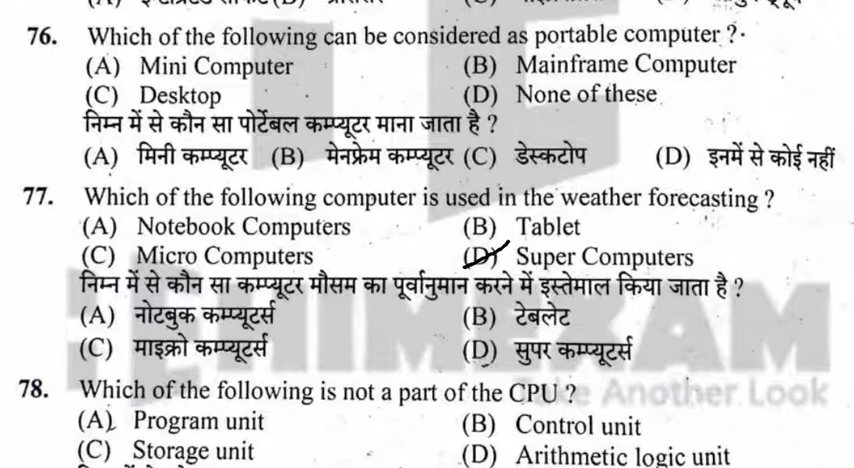 76. Which of the following can be considered as portable computer ?
(A) Mini Computer (B) Mainframe Computer
(C) Desktop (D) None of these
निम्न में से कौन सा पोर्टेबल कम्प्यूटर माना जाता है ?
(A) मिनी कम्प्यूटर (B) मेनफ्रेम कम्प्यूटर (C) डेस्कटोप (D) इनमें से कोई नहीं
77. Which of the following computer is used in the weather forecasting ?
(A) Notebook Computers (B) Tablet
(C) Micro Computers (D) Super Computers
निम्न में से कौन सा कम्प्यूटर मौसम का पूर्वानुमान करने में इस्तेमाल किया जाता है ?
(A) नोटबुक कम्प्यूटर्स (B) टेबलेट
(C) माइक्रो कम्प्यूटर्स (D) सुपर कम्प्यूटर्स
78. Which of the following is not a part of the CPU ?
Another Look
(A) Program unit (B) Control unit
(C) Storage unit (D) Arithmetic logic unit